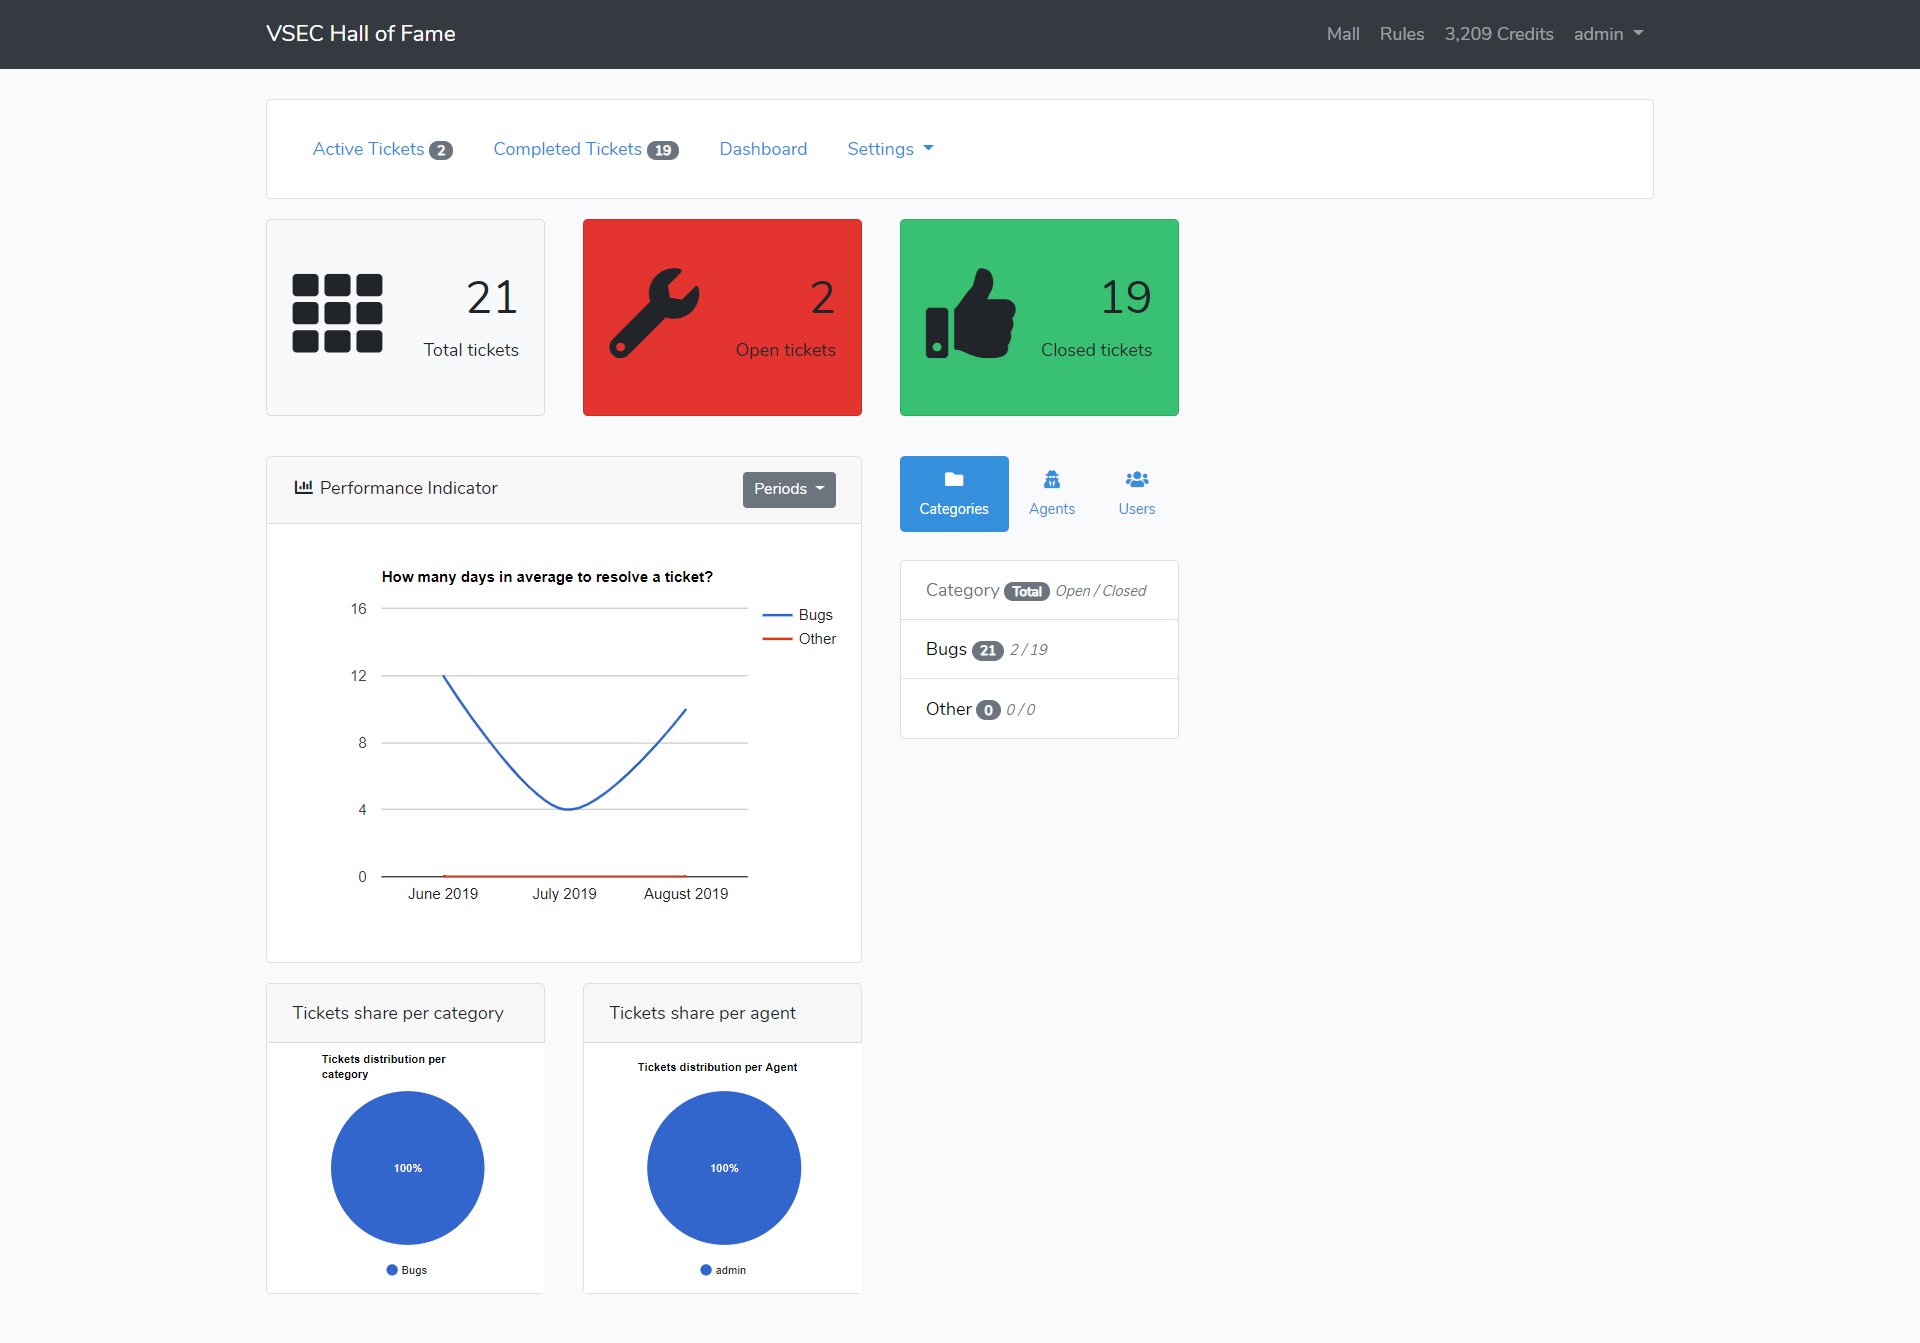 VSEC Hall of Fame
Mall Rules 3,209 Credits admin
Active Tickets 2 Completed Tickets 19 Dashboard Settings
21
Total tickets
2
Open tickets
19
Closed tickets
Performance Indicator Periods
How many days in average to resolve a ticket?
16
12
8
4
0
Bugs
Other
June 2019 July 2019 August 2019
Categories Agents Users
Category Total Open / Closed
Bugs 21 2 / 19
Other 0 0 / 0
Tickets share per category
Tickets distribution per
category
100%
Bugs
Tickets share per agent
Tickets distribution per Agent
100%
admin